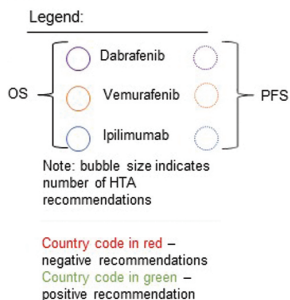 Legend:
Dabrafenib
OS Vemurafenib PFS
Ipilimumab
Note: bubble size indicates
number of HTA
recommendations
Country code in red –
negative recommendations
Country code in green –
positive recommendation